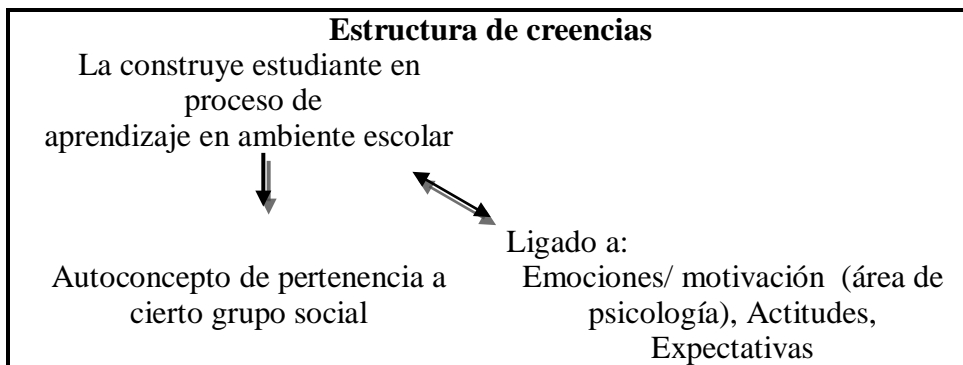 Estructura de creencias
La construye estudiante en
proceso de
aprendizaje en ambiente escolar
Autoconcepto de pertenencia a
cierto grupo social
Ligado a:
Emociones/ motivación (área de
psicología), Actitudes,
Expectativas